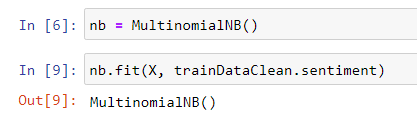 In [6]: nb = MultinomialNB()
In [9]: nb.fit(X, trainDataClean.sentiment)
Out[9]: MultinomialNB()